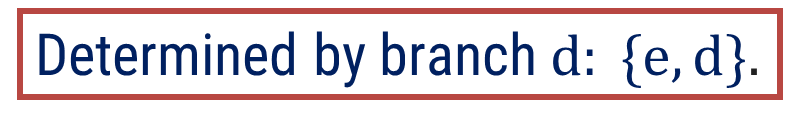 Determined by branch d: {e, d}.